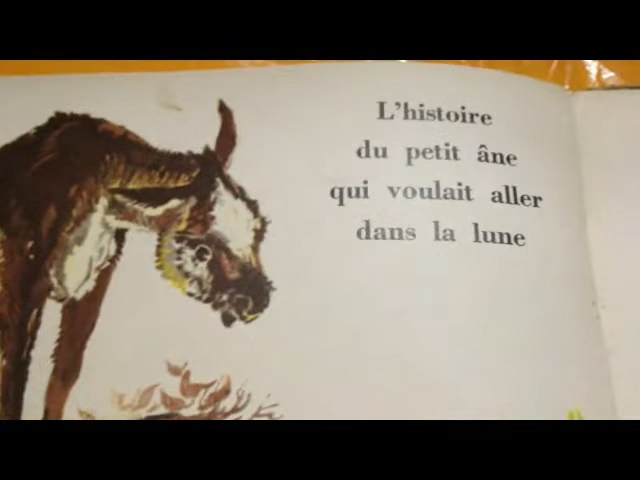 L'histoire
du petit âne
qui voulait aller
dans la lune